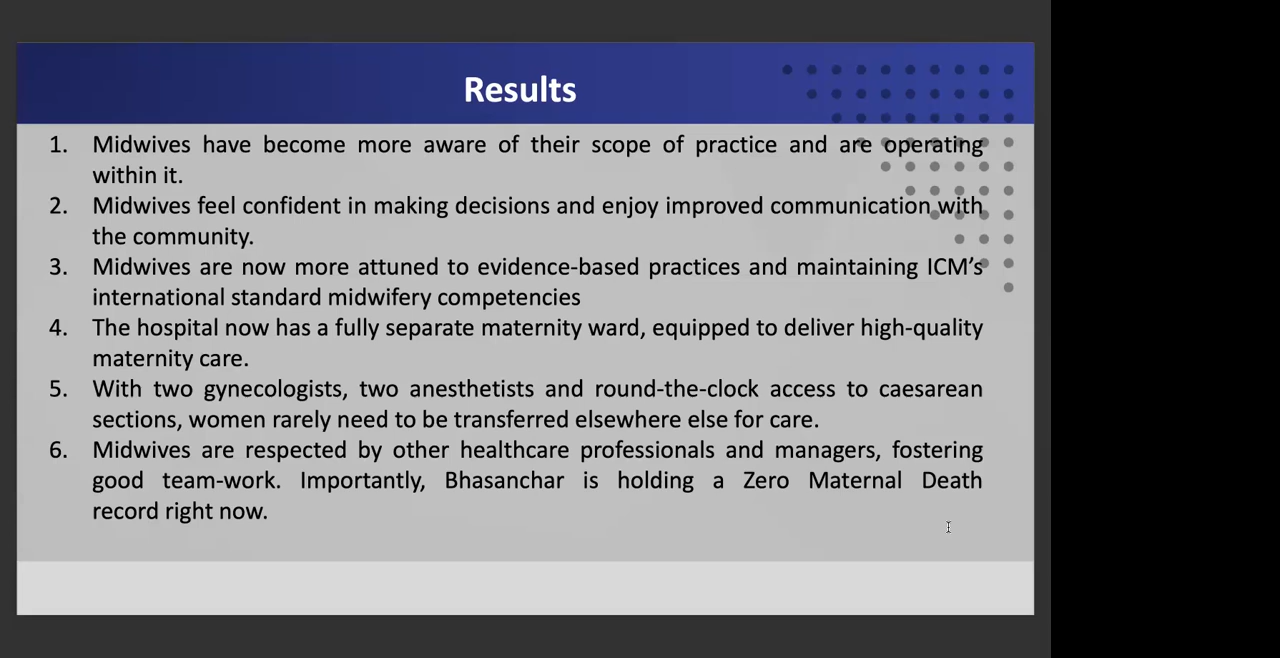 Results
1. Midwives have become more aware of their scope of practice and are operating
within it.
2. Midwives feel confident in making decisions and enjoy improved communication with
the community.
3. Midwives are now more attuned to evidence-based practices and maintaining ICM’s
international standard midwifery competencies
4. The hospital now has a fully separate maternity ward, equipped to deliver high-quality
maternity care.
5. With two gynecologists, two anesthetists and round-the-clock access to caesarean
sections, women rarely need to be transferred elsewhere else for care.
6. Midwives are respected by other healthcare professionals and managers, fostering
good team-work. Importantly, Bhasanchar is holding a Zero Maternal Death
record right now.